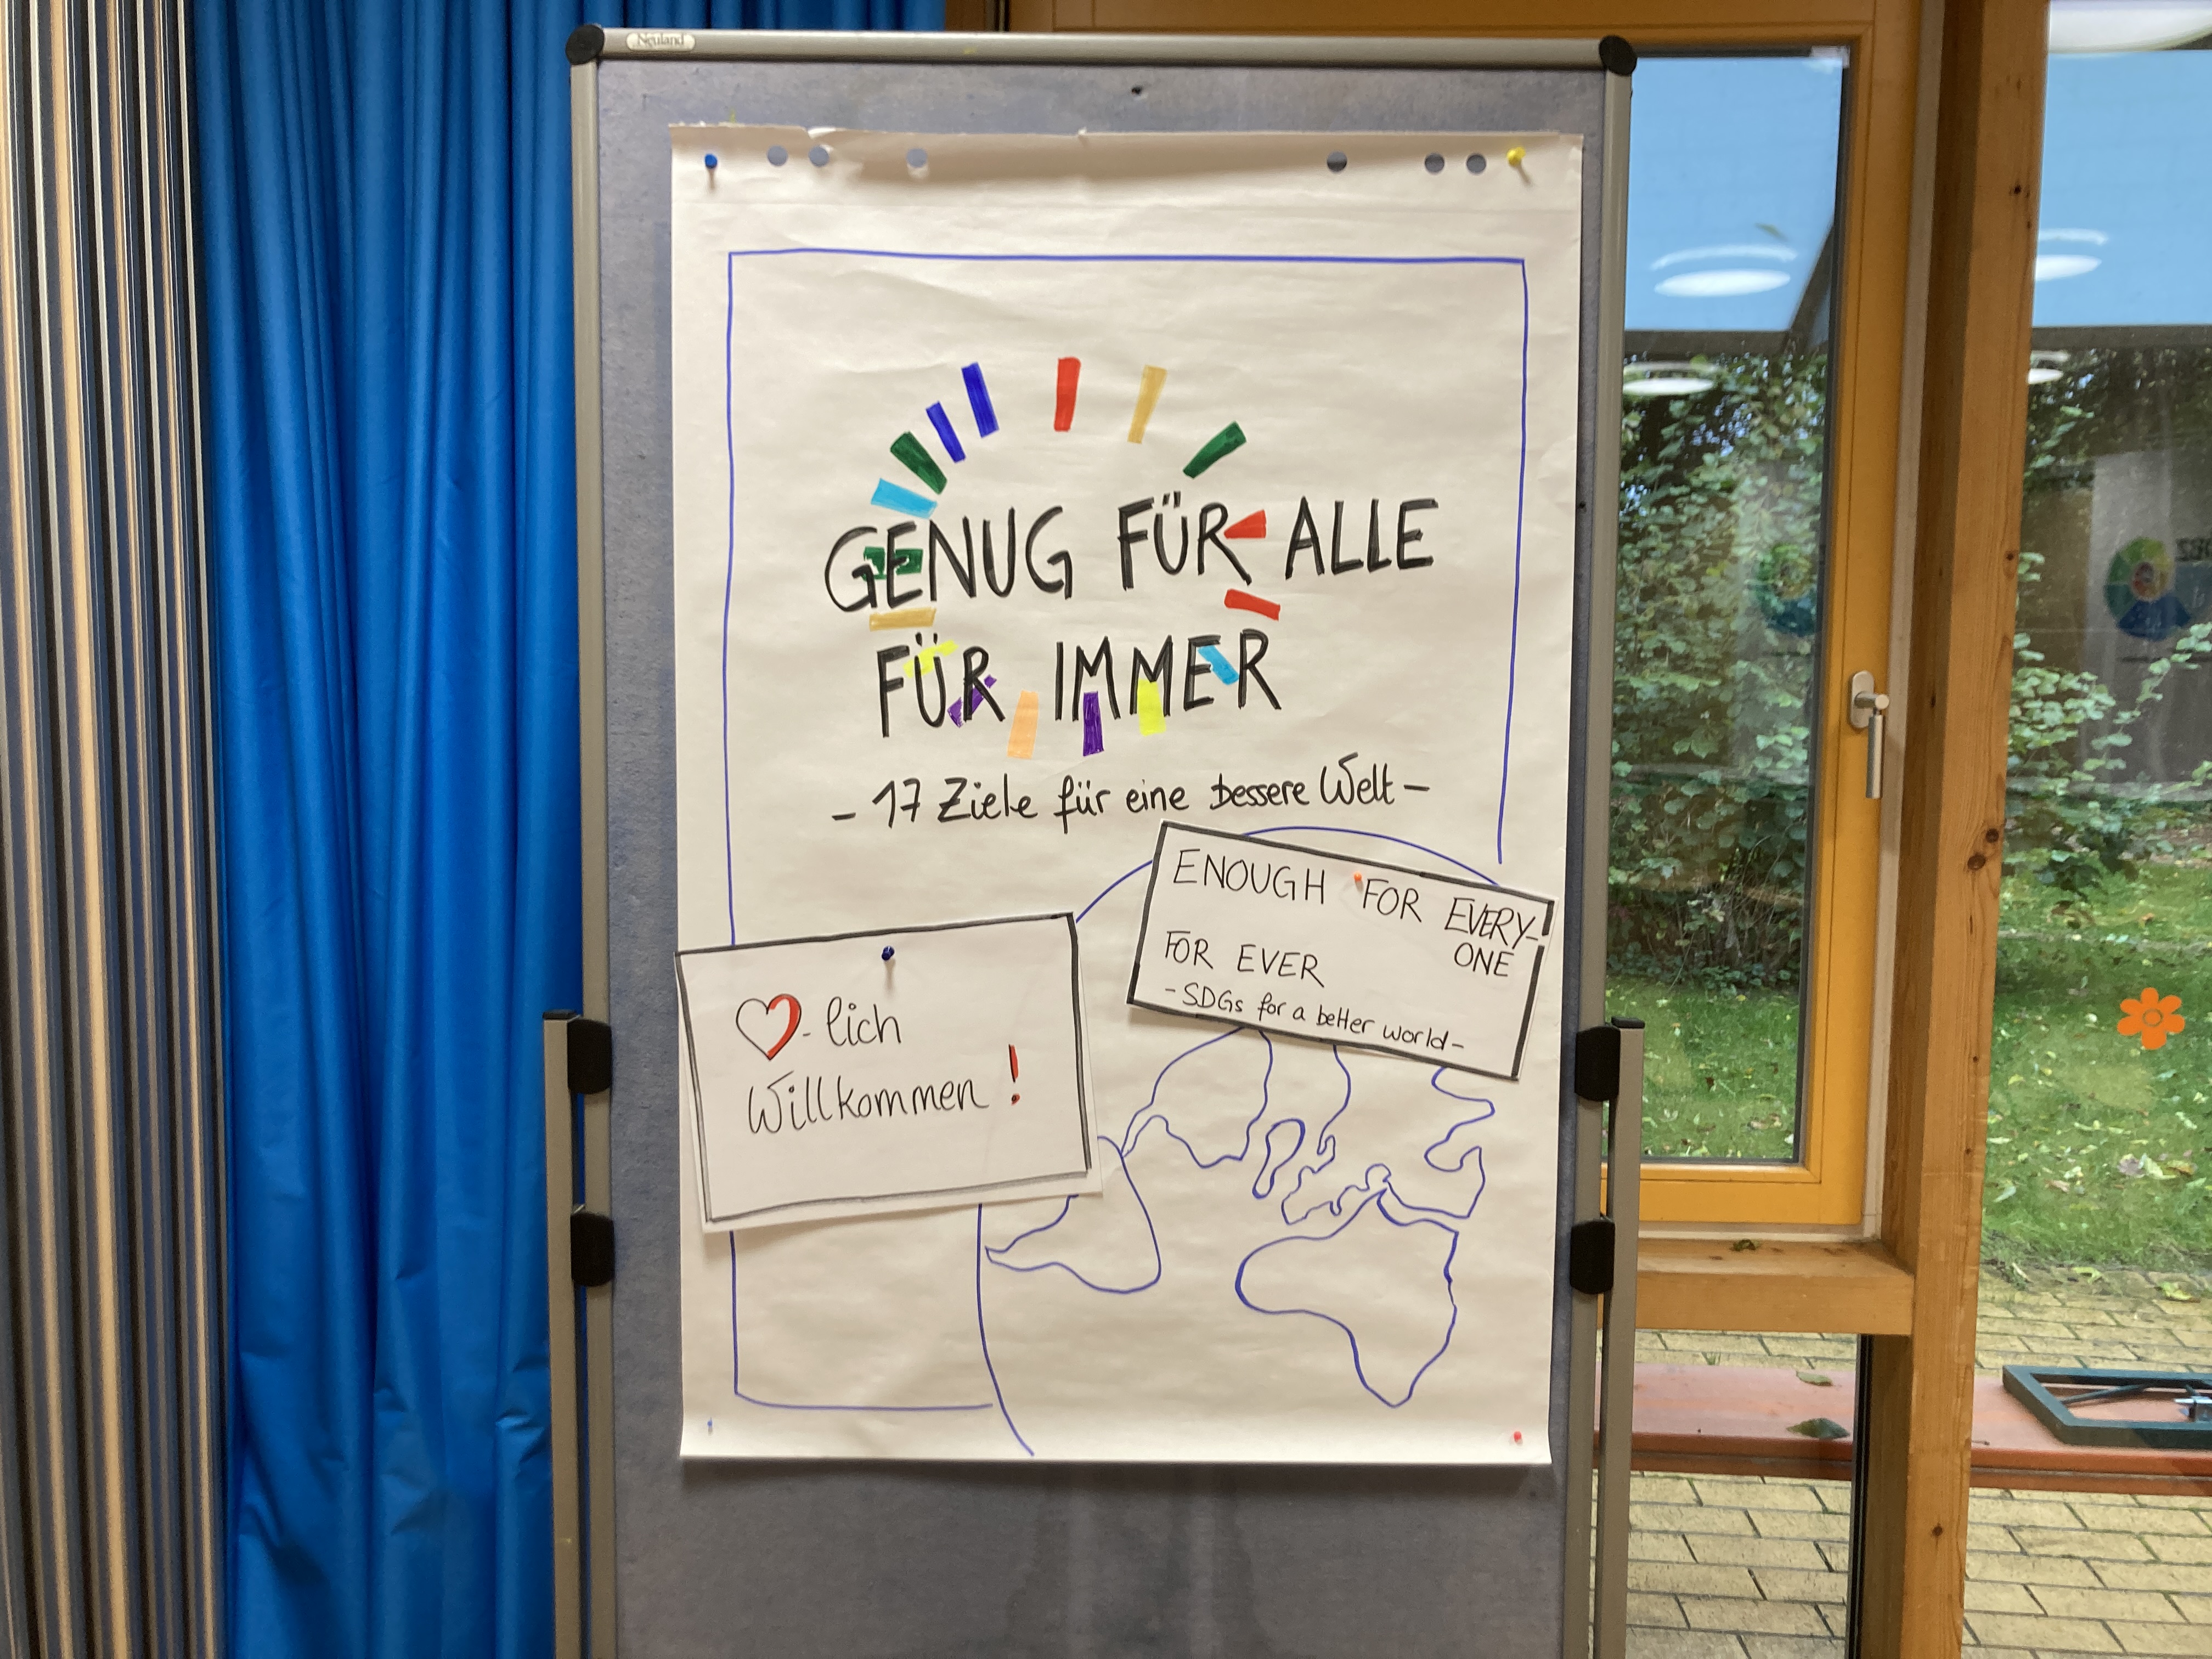 Neuland
GENUG FÜR ALLE
FÜR IMMER
- 17 Ziele für eine bessere Welt -
ENOUGH FOR EVERY-
ONE
FOR EVER
- SDGs for a better world -
♡-lich
Willkommen!